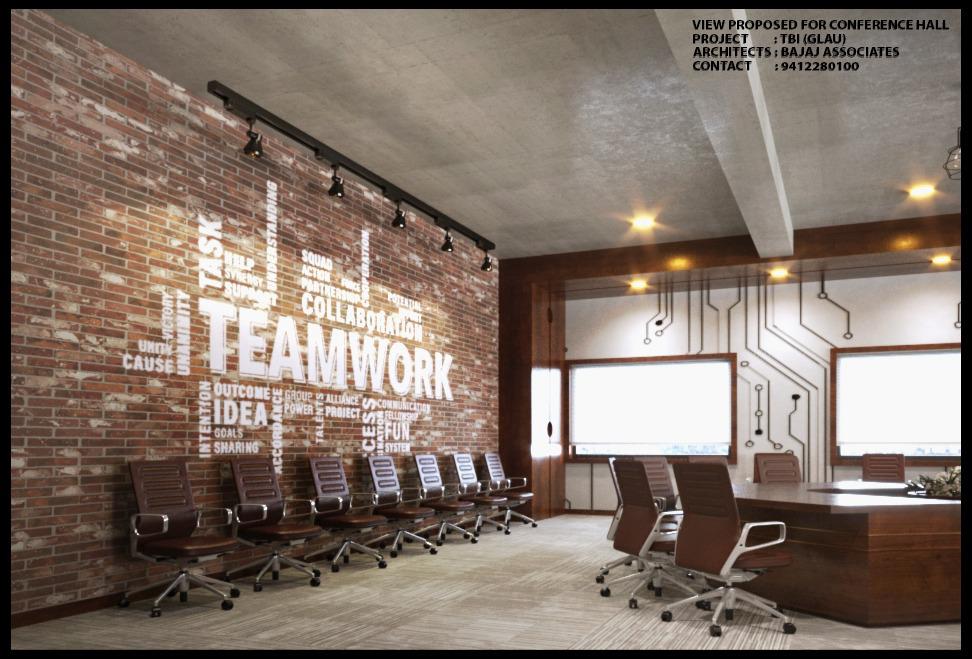 VIEW PROPOSED FOR CONFERENCE HALL
PROJECT : TBI (GLAU)
ARCHITECTS : BAJAJ ASSOCIATES
CONTACT : 9412280100
TASK
HELP
SYNERGY
SUPPORT
UNDERSTANDING
SQUAD
ACTION
FORCE
PARTNERSHIP
COOPERATION
POTENTIAL
COLLABORATION
VICTORY
UNANIMITY
UNITY
CAUSE
TEAMWORK
INTENTION
OUTCOME
IDEA
GOALS
SHARING
ACCORDANCE
GROUP
POWER
TALENTS
ALLIANCE
PROJECT
COMMUNICATION
FELLOWSHIP
FUN
SYSTEM